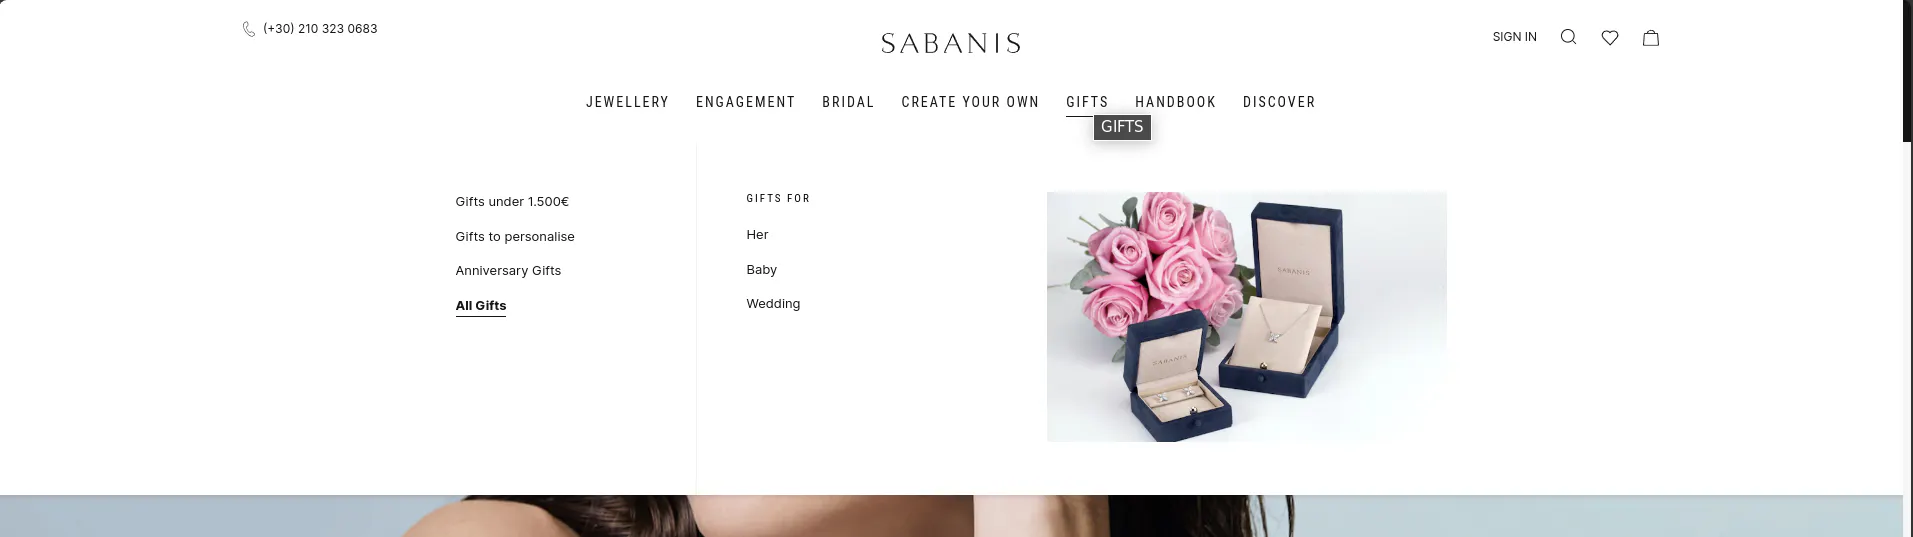 (+30) 210 323 0683
SABANIS
SIGN IN
JEWELLERY ENGAGEMENT BRIDAL CREATE YOUR OWN GIFTS HANDBOOK DISCOVER
GIFTS
Gifts under 1.500€
Gifts to personalise
Anniversary Gifts
All Gifts
GIFTS FOR
Her
Baby
Wedding
SABANIS
SABANIS